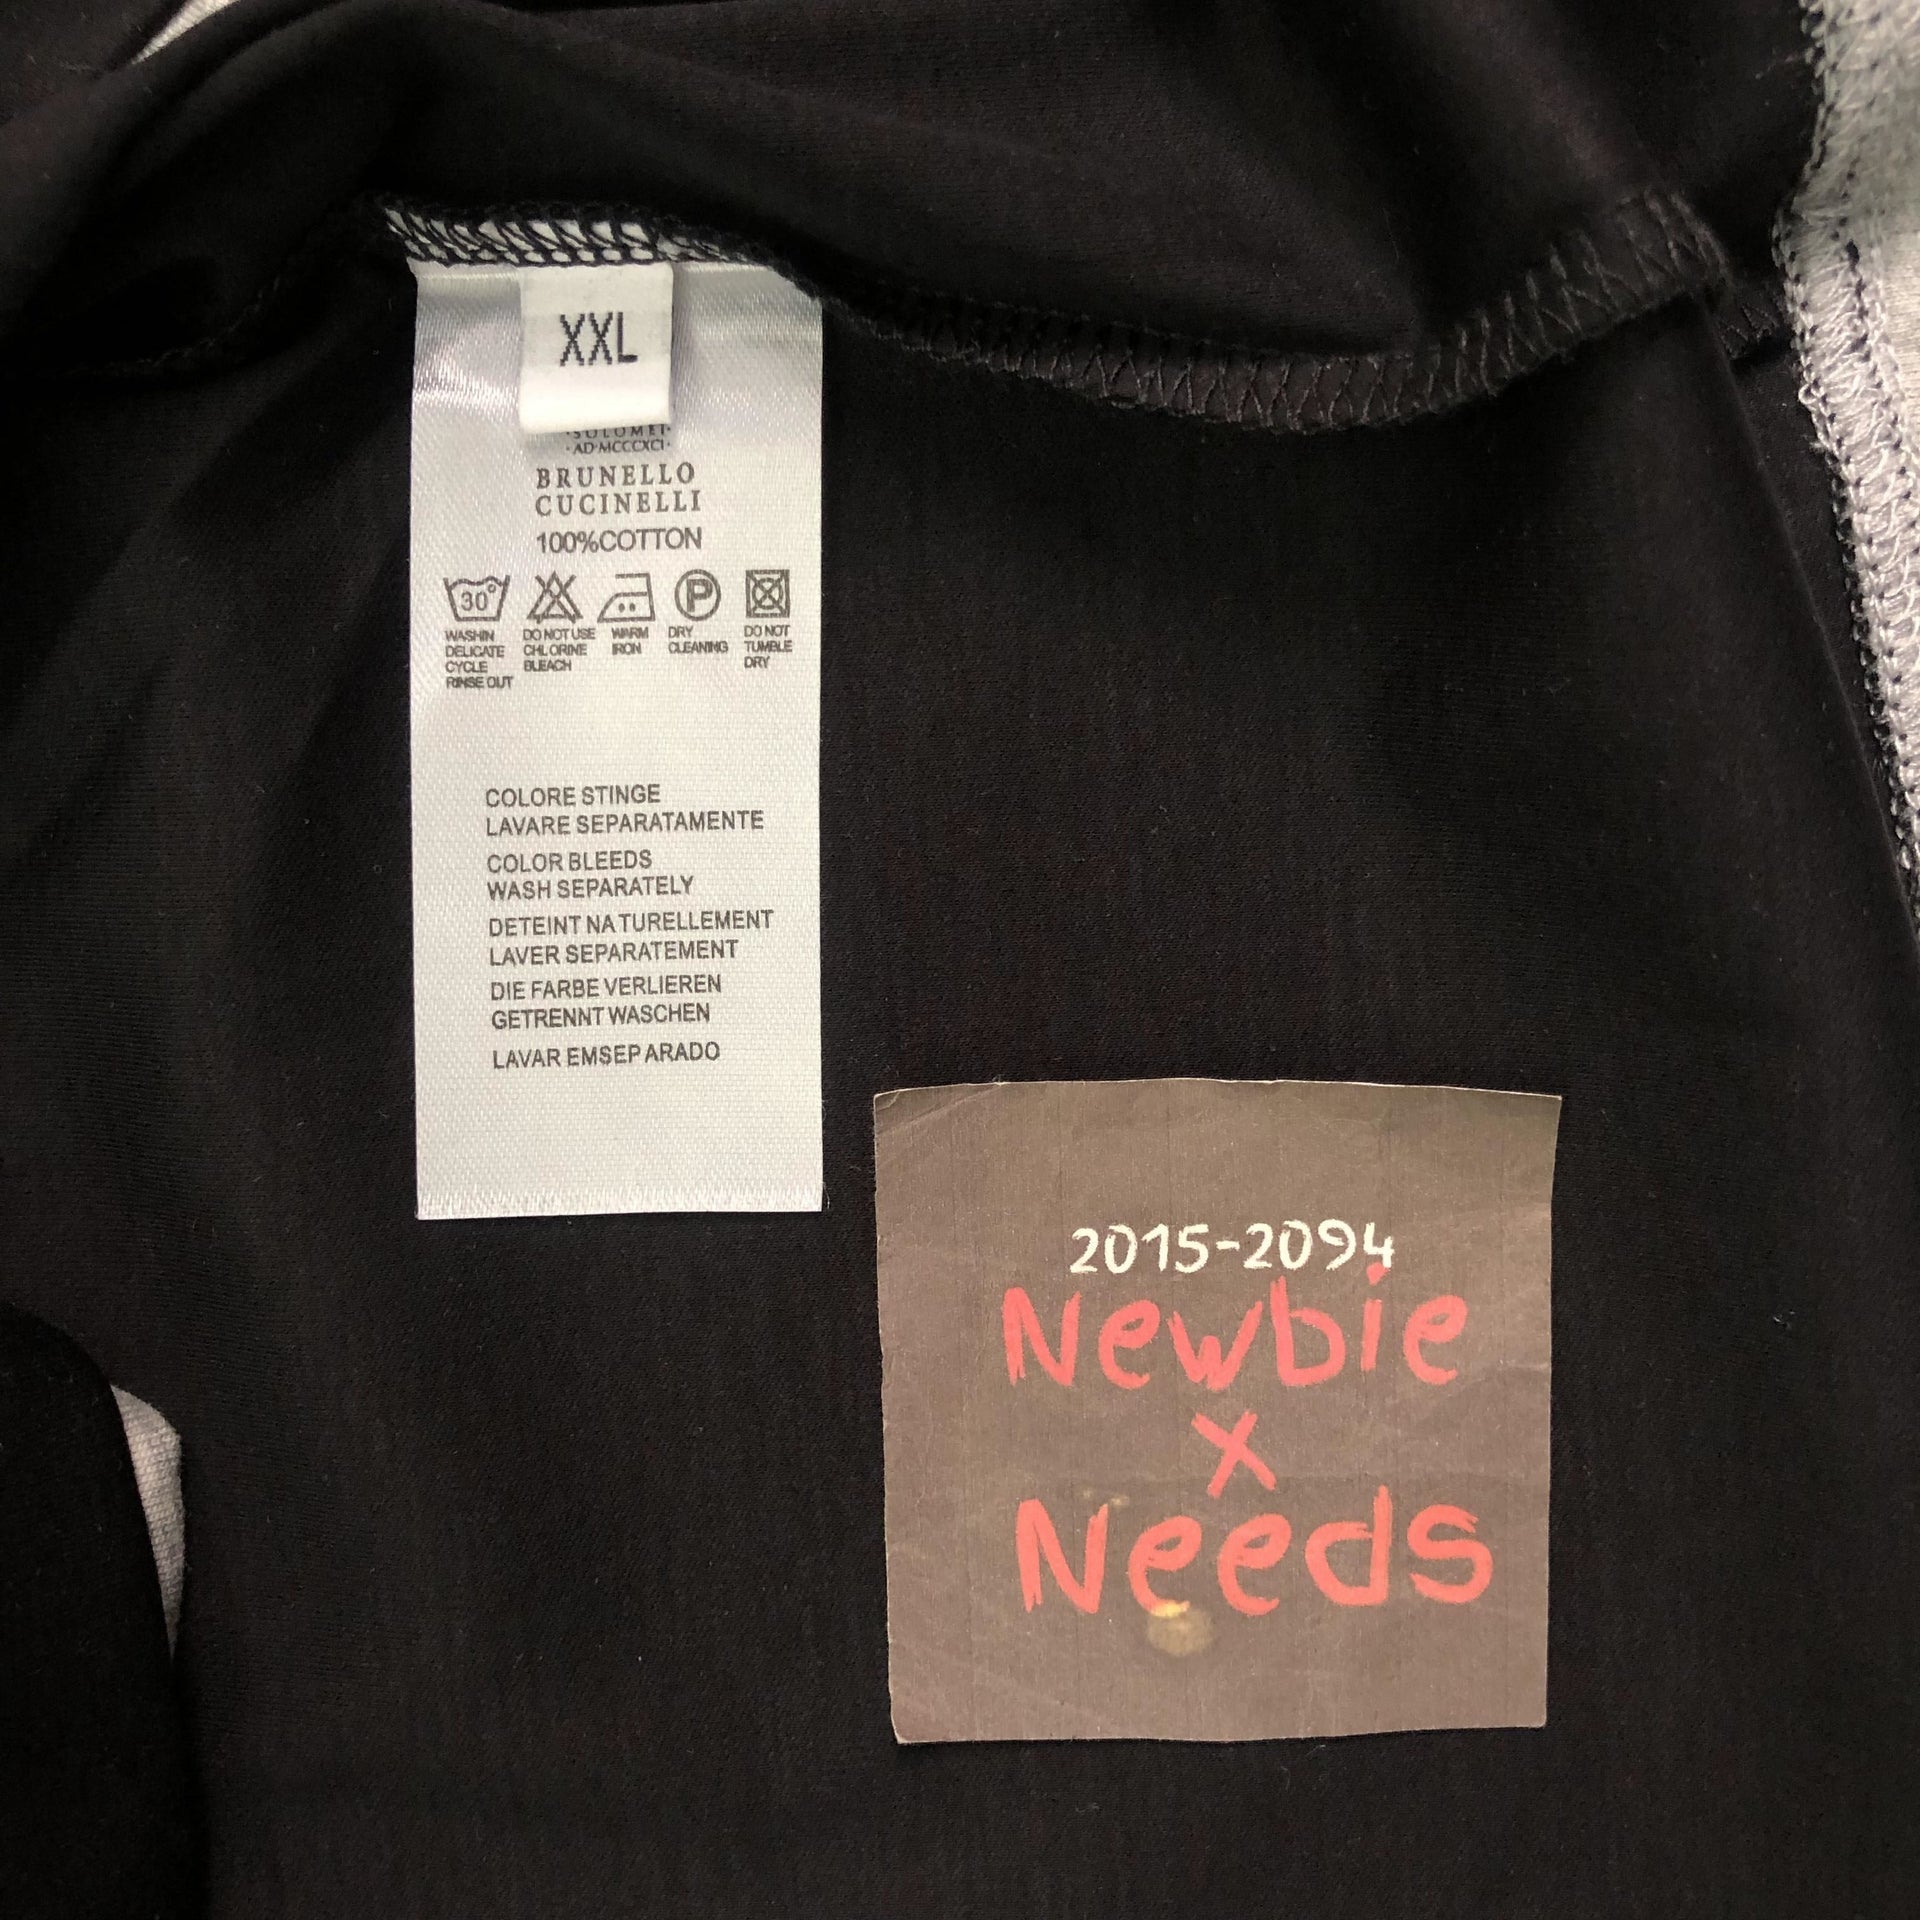 XXL
·SOLOMEI·
·AD·MCCCXCI·
BRUNELLO
CUCINELLI
100%COTTON
30°
P
WASHIN
DELICATE
CYCLE
RINSE OUT
DO NOT USE
CHLORINE
BLEACH
WARM
IRON
DRY
CLEANING
DO NOT
TUMBLE
DRY
COLORE STINGE
LAVARE SEPARATAMENTE
COLOR BLEEDS
WASH SEPARATELY
DETEINT NA TURELLEMENT
LAVER SEPARATEMENT
DIE FARBE VERLIEREN
GETRENNT WASCHEN
LAVAR EMSEP ARADO
2015-2094
Newbie
x
Needs